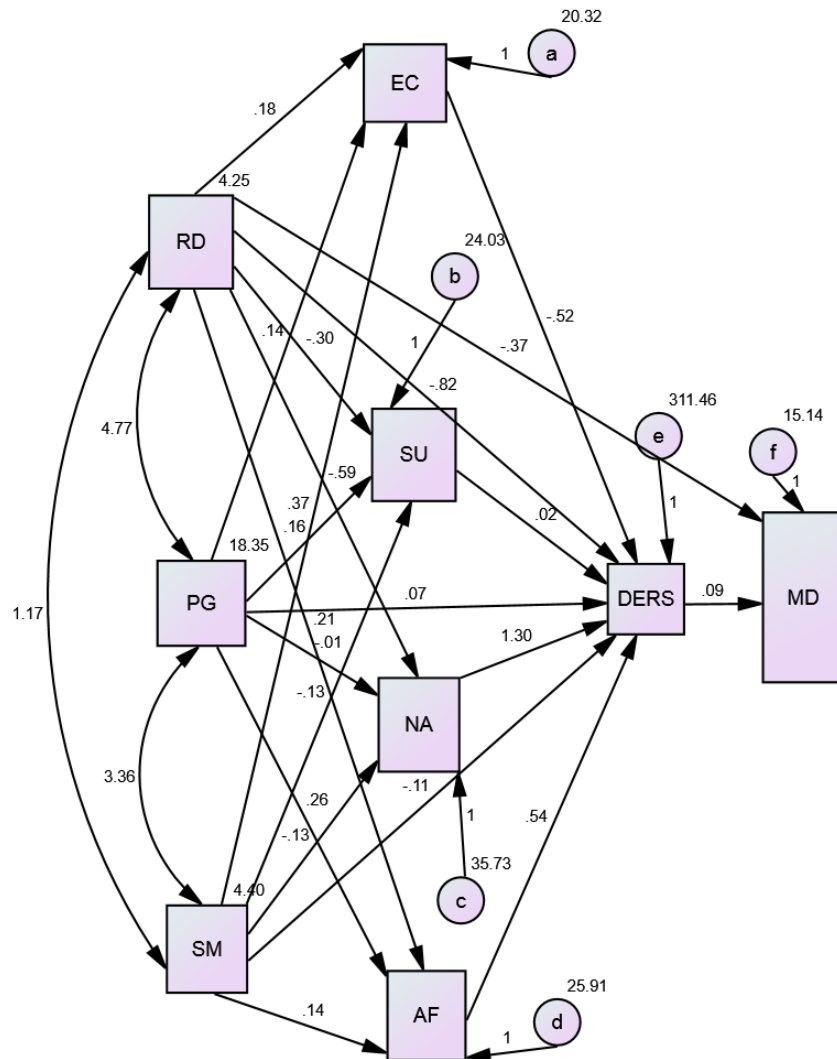 20.32
1
a
EC
.18
4.25
RD
24.03
b
.14
-.30
1
-.52
-.37
-.82
311.46
15.14
4.77
e
f
SU
1
-.59
.37
.16
.02
1
18.35
PG
.07
DERS
.09
MD
1.17
.21
-.01
1.30
-.13
NA
3.36
-.11
.26
.54
-.13
1
35.73
4.40
c
SM
25.91
.14
AF
d
1